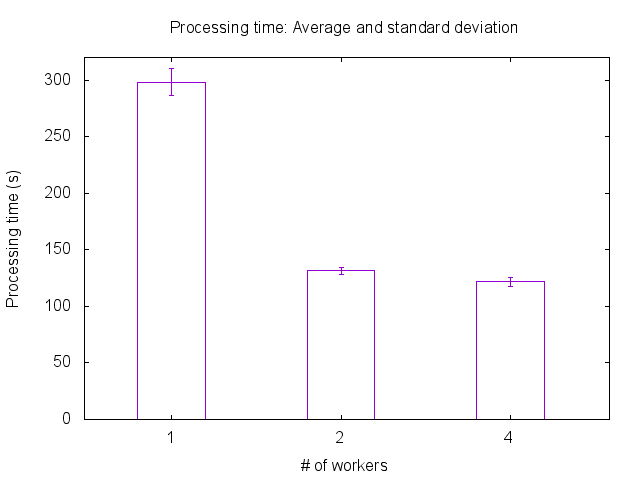 Processing time: Average and standard deviation
Processing time (s)
300
250
200
150
100
50
0
1 2 4
# of workers